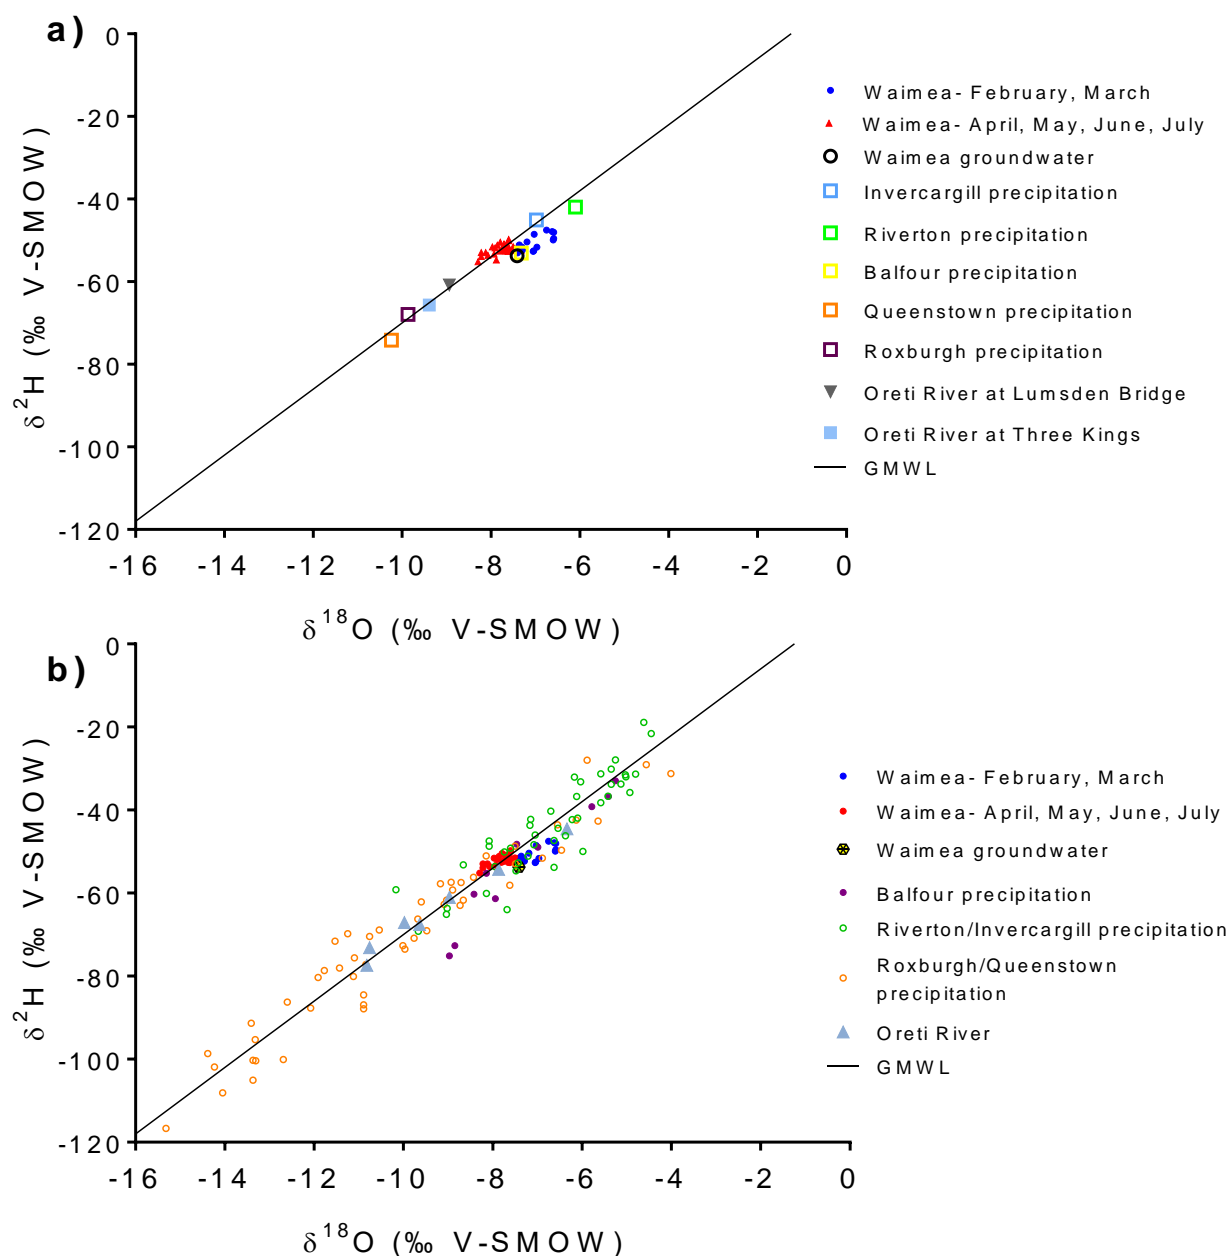 a)
0
-20
-40
-60
-80
-100
-120
δ²H (‰ V-SMOW)
-16 -14 -12 -10 -8 -6 -4 -2 0
δ¹⁸O (‰ V-SMOW)
Waimea- February, March
Waimea- April, May, June, July
Waimea groundwater
Invercargill precipitation
Riverton precipitation
Balfour precipitation
Queenstown precipitation
Roxburgh precipitation
Oreti River at Lumsden Bridge
Oreti River at Three Kings
GMWL
b)
0
-20
-40
-60
-80
-100
-120
δ²H (‰ V-SMOW)
-16 -14 -12 -10 -8 -6 -4 -2 0
δ¹⁸O (‰ V-SMOW)
Waimea- February, March
Waimea- April, May, June, July
Waimea groundwater
Balfour precipitation
Riverton/Invercargill precipitation
Roxburgh/Queenstown
precipitation
Oreti River
GMWL